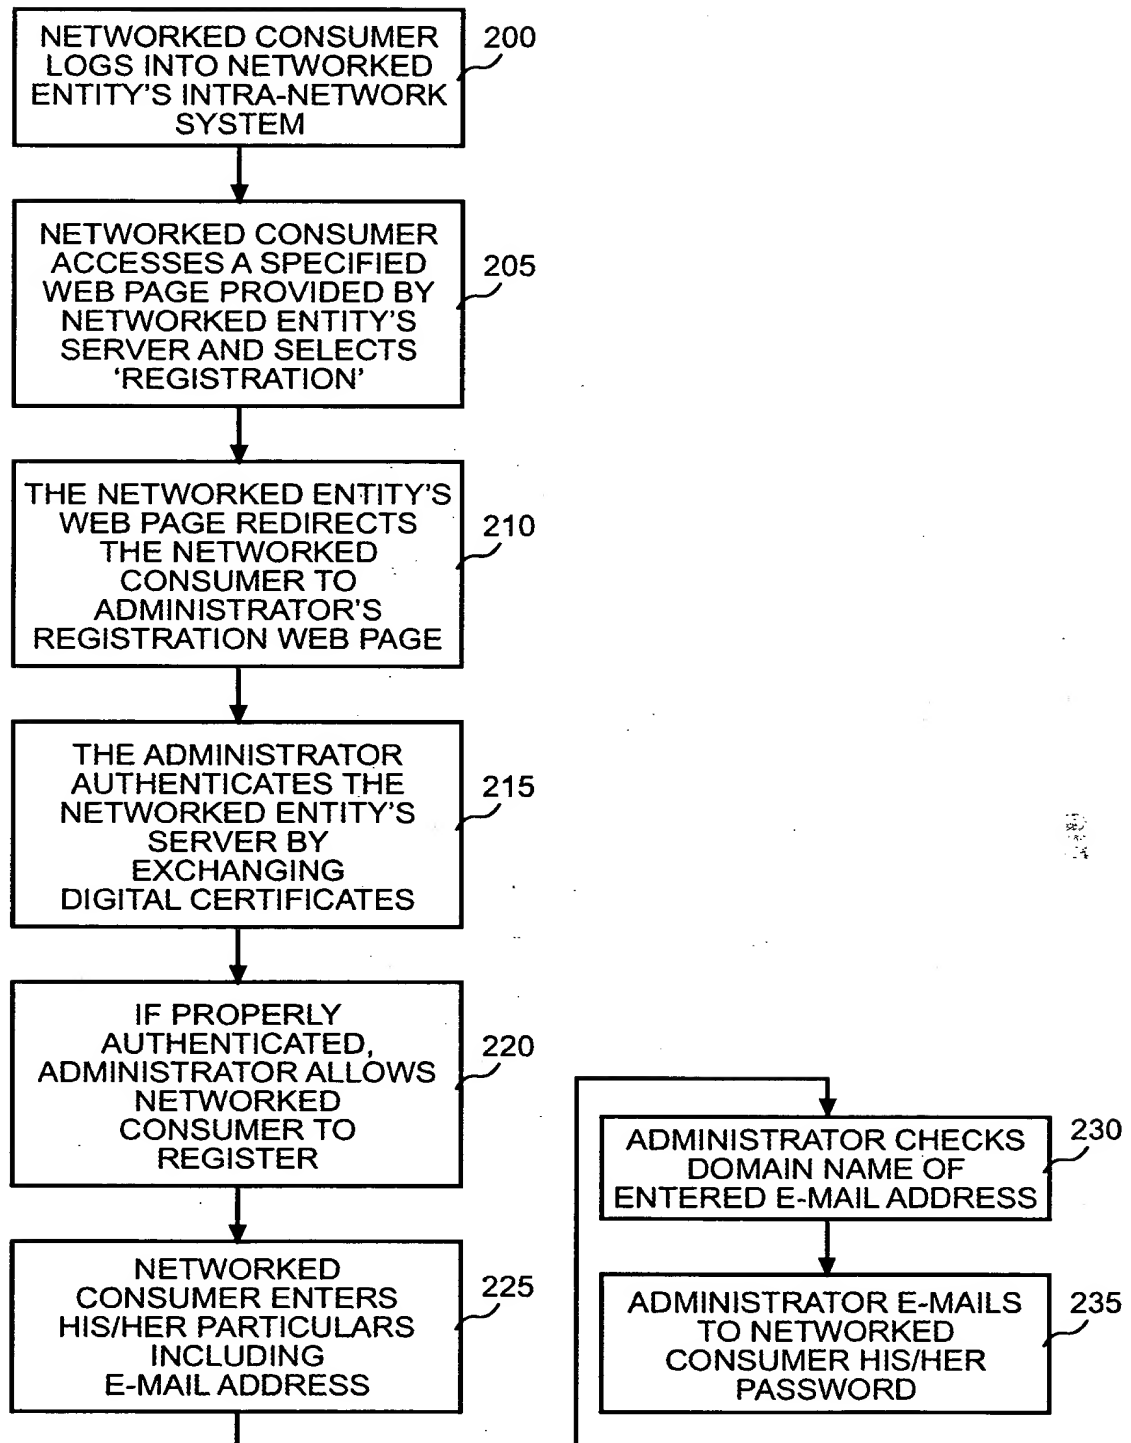 NETWORKED CONSUMER
LOGS INTO NETWORKED
ENTITY'S INTRA-NETWORK
SYSTEM
200
NETWORKED CONSUMER
ACCESSES A SPECIFIED
WEB PAGE PROVIDED BY
NETWORKED ENTITY'S
SERVER AND SELECTS
'REGISTRATION'
205
THE NETWORKED ENTITY'S
WEB PAGE REDIRECTS
THE NETWORKED
CONSUMER TO
ADMINISTRATOR'S
REGISTRATION WEB PAGE
210
THE ADMINISTRATOR
AUTHENTICATES THE
NETWORKED ENTITY'S
SERVER BY
EXCHANGING
DIGITAL CERTIFICATES
215
IF PROPERLY
AUTHENTICATED,
ADMINISTRATOR ALLOWS
NETWORKED
CONSUMER TO
REGISTER
220
NETWORKED
CONSUMER ENTERS
HIS/HER PARTICULARS
INCLUDING
E-MAIL ADDRESS
225
ADMINISTRATOR CHECKS
DOMAIN NAME OF
ENTERED E-MAIL ADDRESS
230
ADMINISTRATOR E-MAILS
TO NETWORKED
CONSUMER HIS/HER
PASSWORD
235